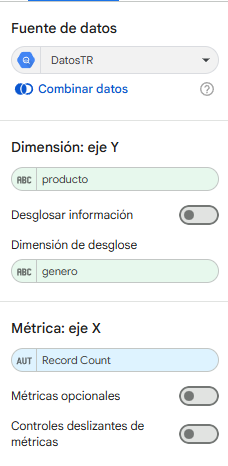 Fuente de datos
DatosTR
Combinar datos
Dimensión: eje Y
ABC producto
Desglosar información
Dimensión de desglose
ABC genero
Métrica: eje X
AUT Record Count
Métricas opcionales
Controles deslizantes de
métricas